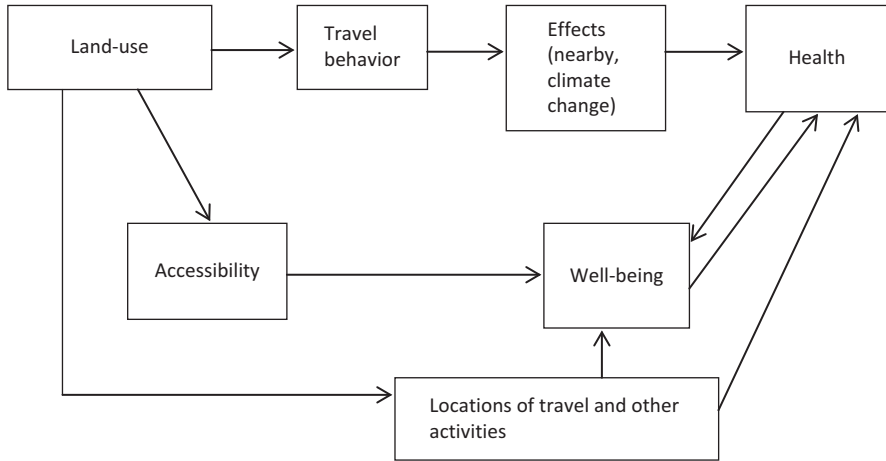 Land-use
Travel
behavior
Effects
(nearby,
climate
change)
Health
Accessibility
Well-being
Locations of travel and other
activities